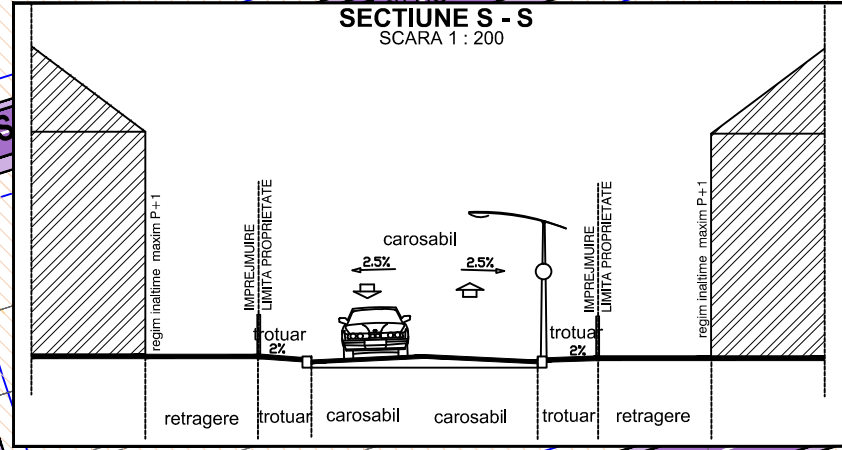 SECTIUNE S - S
SCARA 1 : 200
S
regim inaltime maxim P+1
IMPREJMUIRE
LIMITA PROPRIETATE
carosabil
2.5%
2.5%
IMPREJMUIRE
LIMITA PROPRIETATE
regim inaltime maxim P+1
trotuar
2%
trotuar
2%
retragere
trotuar
carosabil
carosabil
trotuar
retragere